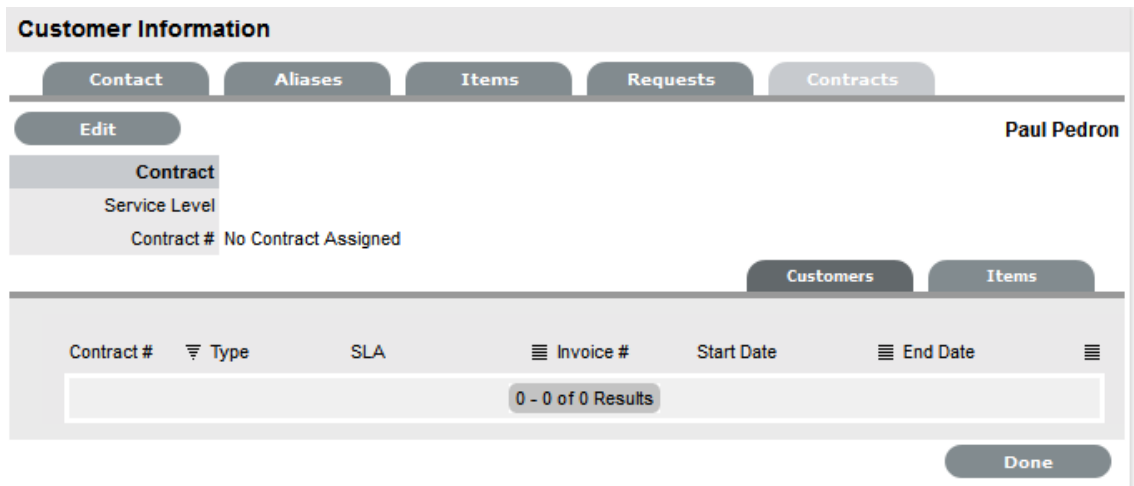 Customer Information
Contact Aliases Items Requests Contracts
Edit Paul Pedron
Contract
Service Level
Contract # No Contract Assigned
Customers Items
Contract # Type SLA Invoice # Start Date End Date
0 - 0 of 0 Results
Done